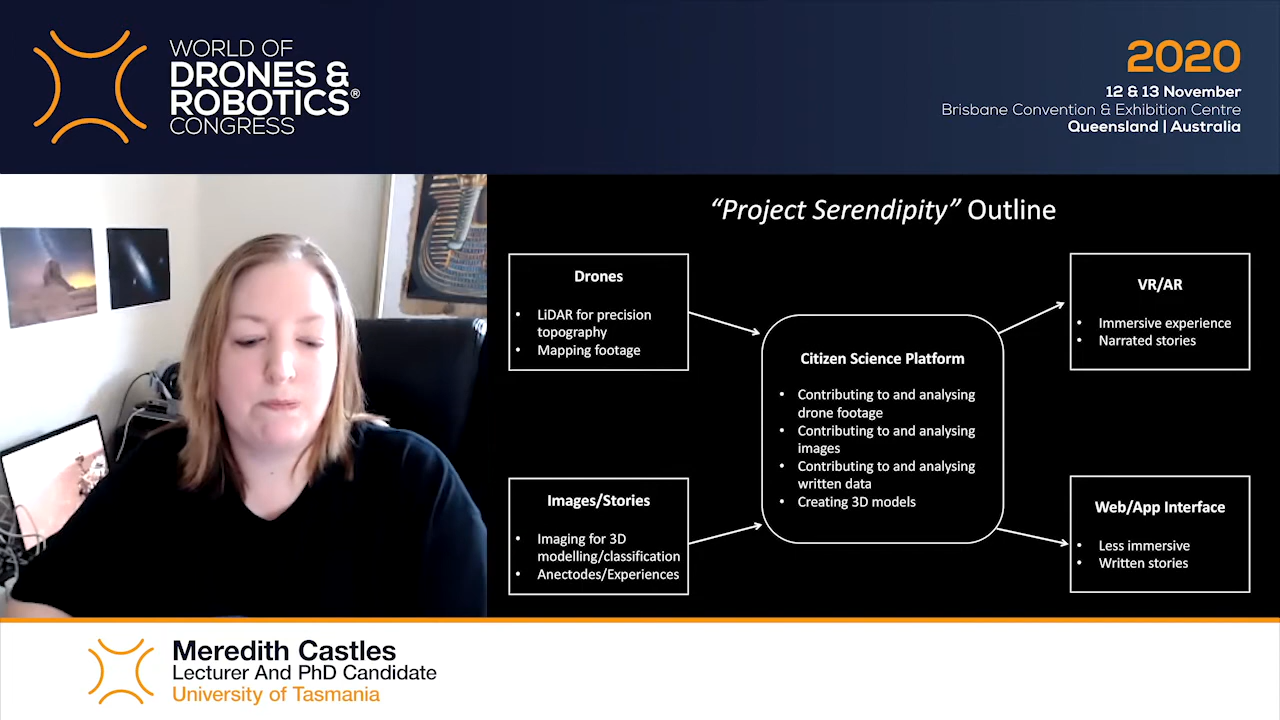 WORLD OF
DRONES &
ROBOTICS®
CONGRESS
2020
12 & 13 November
Brisbane Convention & Exhibition Centre
Queensland | Australia
“Project Serendipity” Outline
Drones
• LiDAR for precision
topography
• Mapping footage
Images/Stories
• Imaging for 3D
modelling/classification
• Anectodes/Experiences
Citizen Science Platform
• Contributing to and analysing
drone footage
• Contributing to and analysing
images
• Contributing to and analysing
written data
• Creating 3D models
VR/AR
• Immersive experience
• Narrated stories
Web/App Interface
• Less immersive
• Written stories
Meredith Castles
Lecturer And PhD Candidate
University of Tasmania